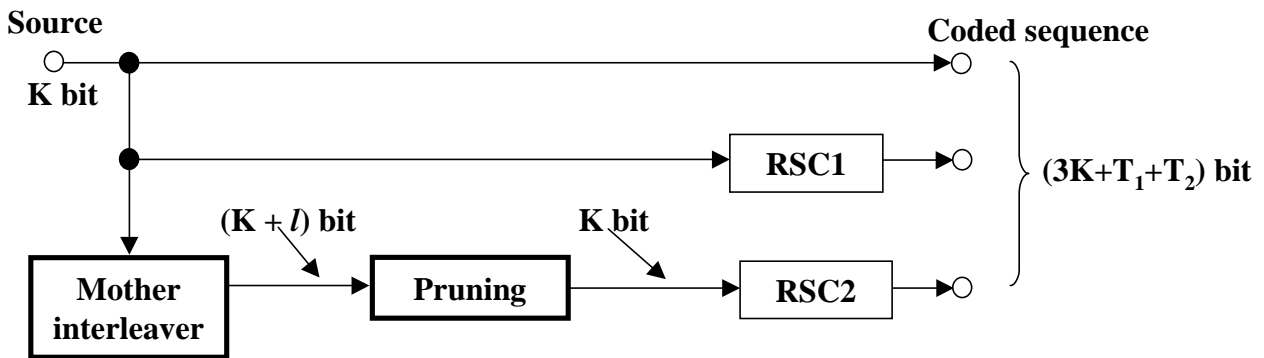 Source
Coded sequence
K bit
RSC1
(3K+T₁+T₂) bit
(K + l) bit
K bit
Mother
interleaver
Pruning
RSC2